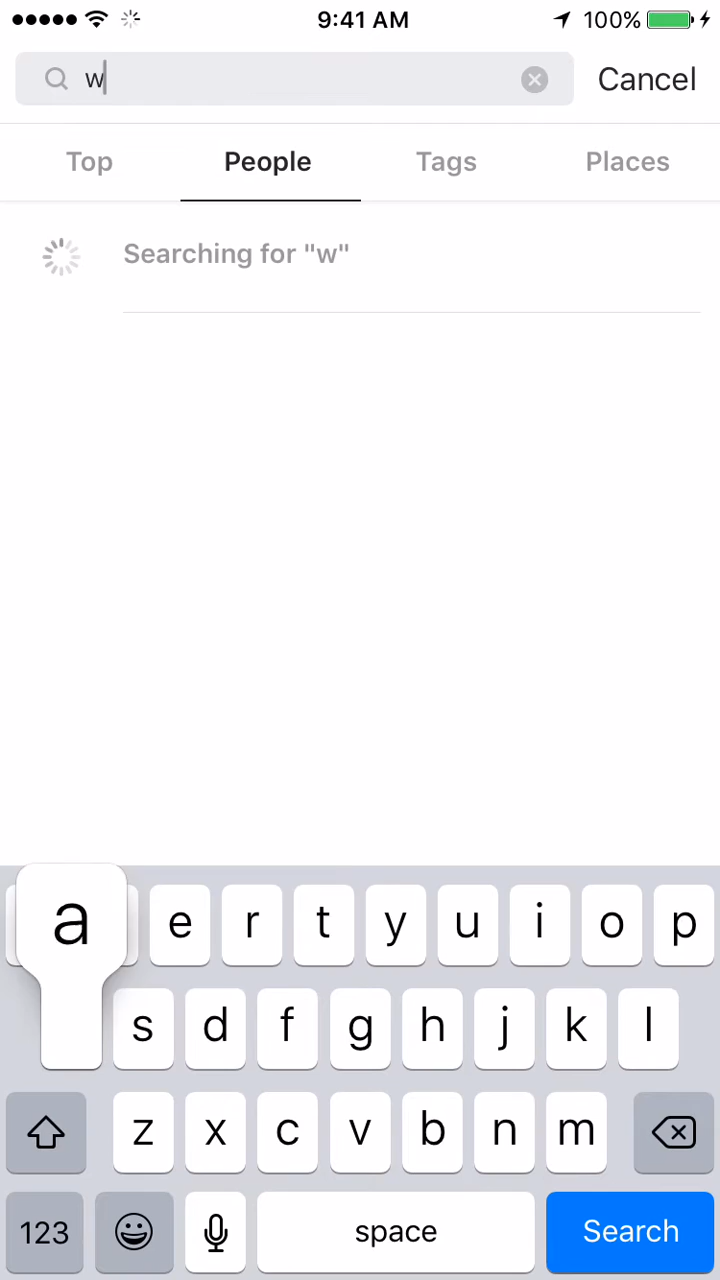 9:41 AM 100%
w Cancel
Top People Tags Places
Searching for "w"
a e r t y u i o p
s d f g h j k l
z x c v b n m
123 space Search